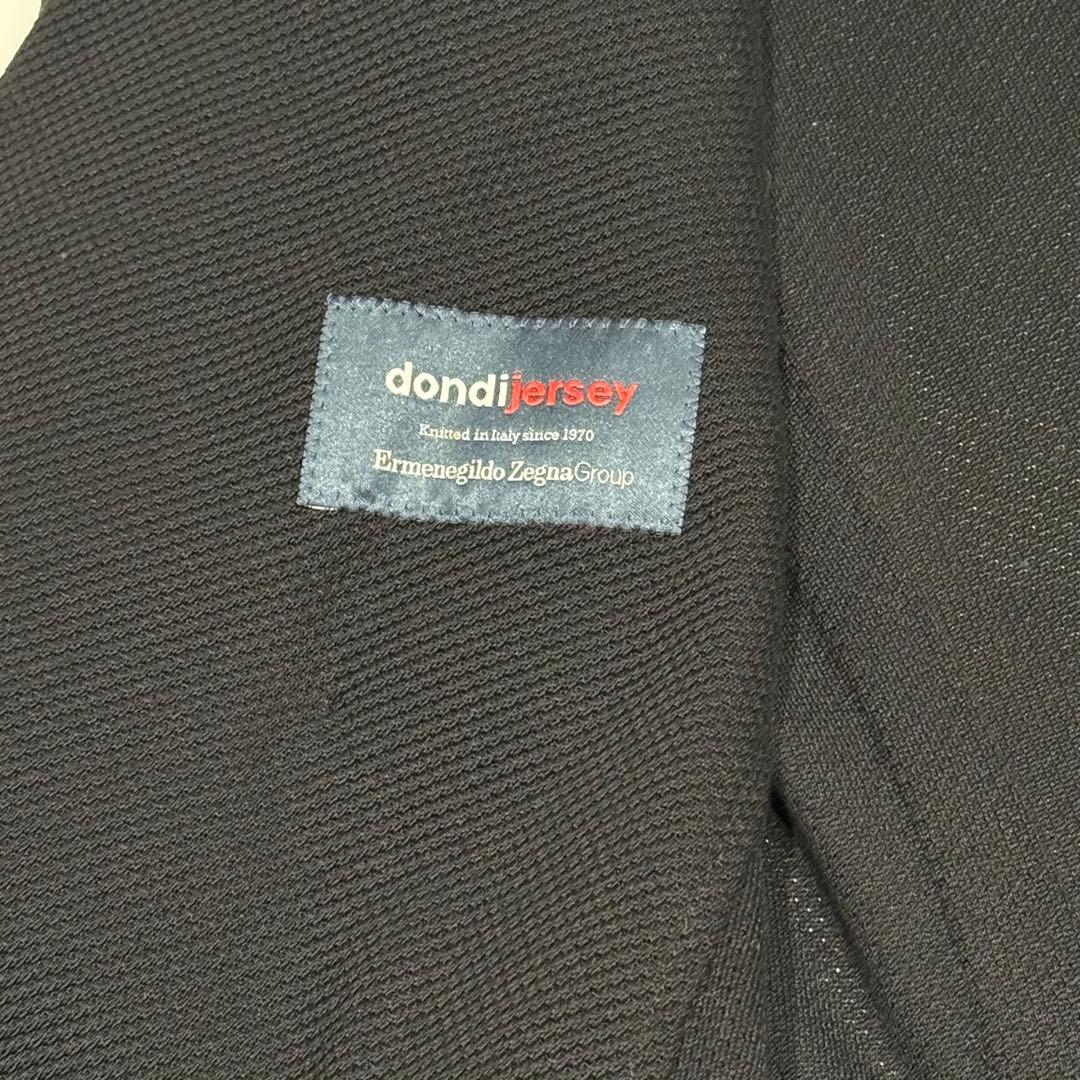 dondijersey
Knitted in Italy since 1970
Ermenegildo ZegnaGroup